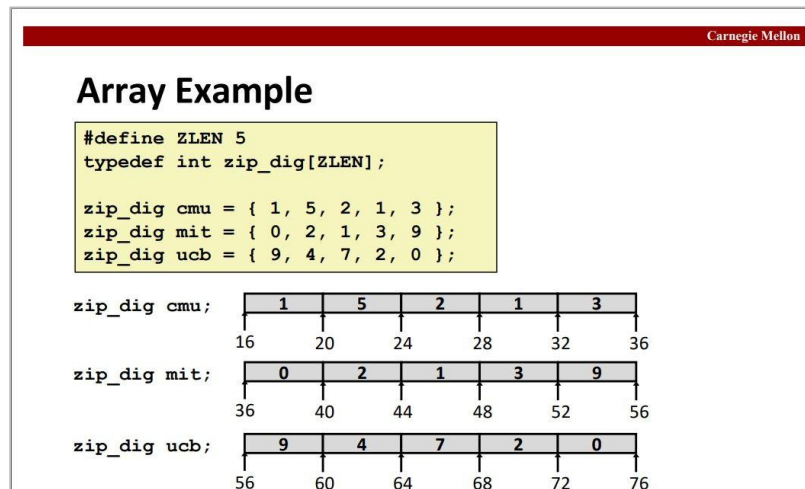 Carnegie Mellon
Array Example
#define ZLEN 5
typedef int zip_dig[ZLEN];
zip_dig cmu = { 1, 5, 2, 1, 3 };
zip_dig mit = { 0, 2, 1, 3, 9 };
zip_dig ucb = { 9, 4, 7, 2, 0 };
zip_dig cmu; 1 5 2 1 3
16 20 24 28 32 36
zip_dig mit; 0 2 1 3 9
36 40 44 48 52 56
zip_dig ucb; 9 4 7 2 0
56 60 64 68 72 76